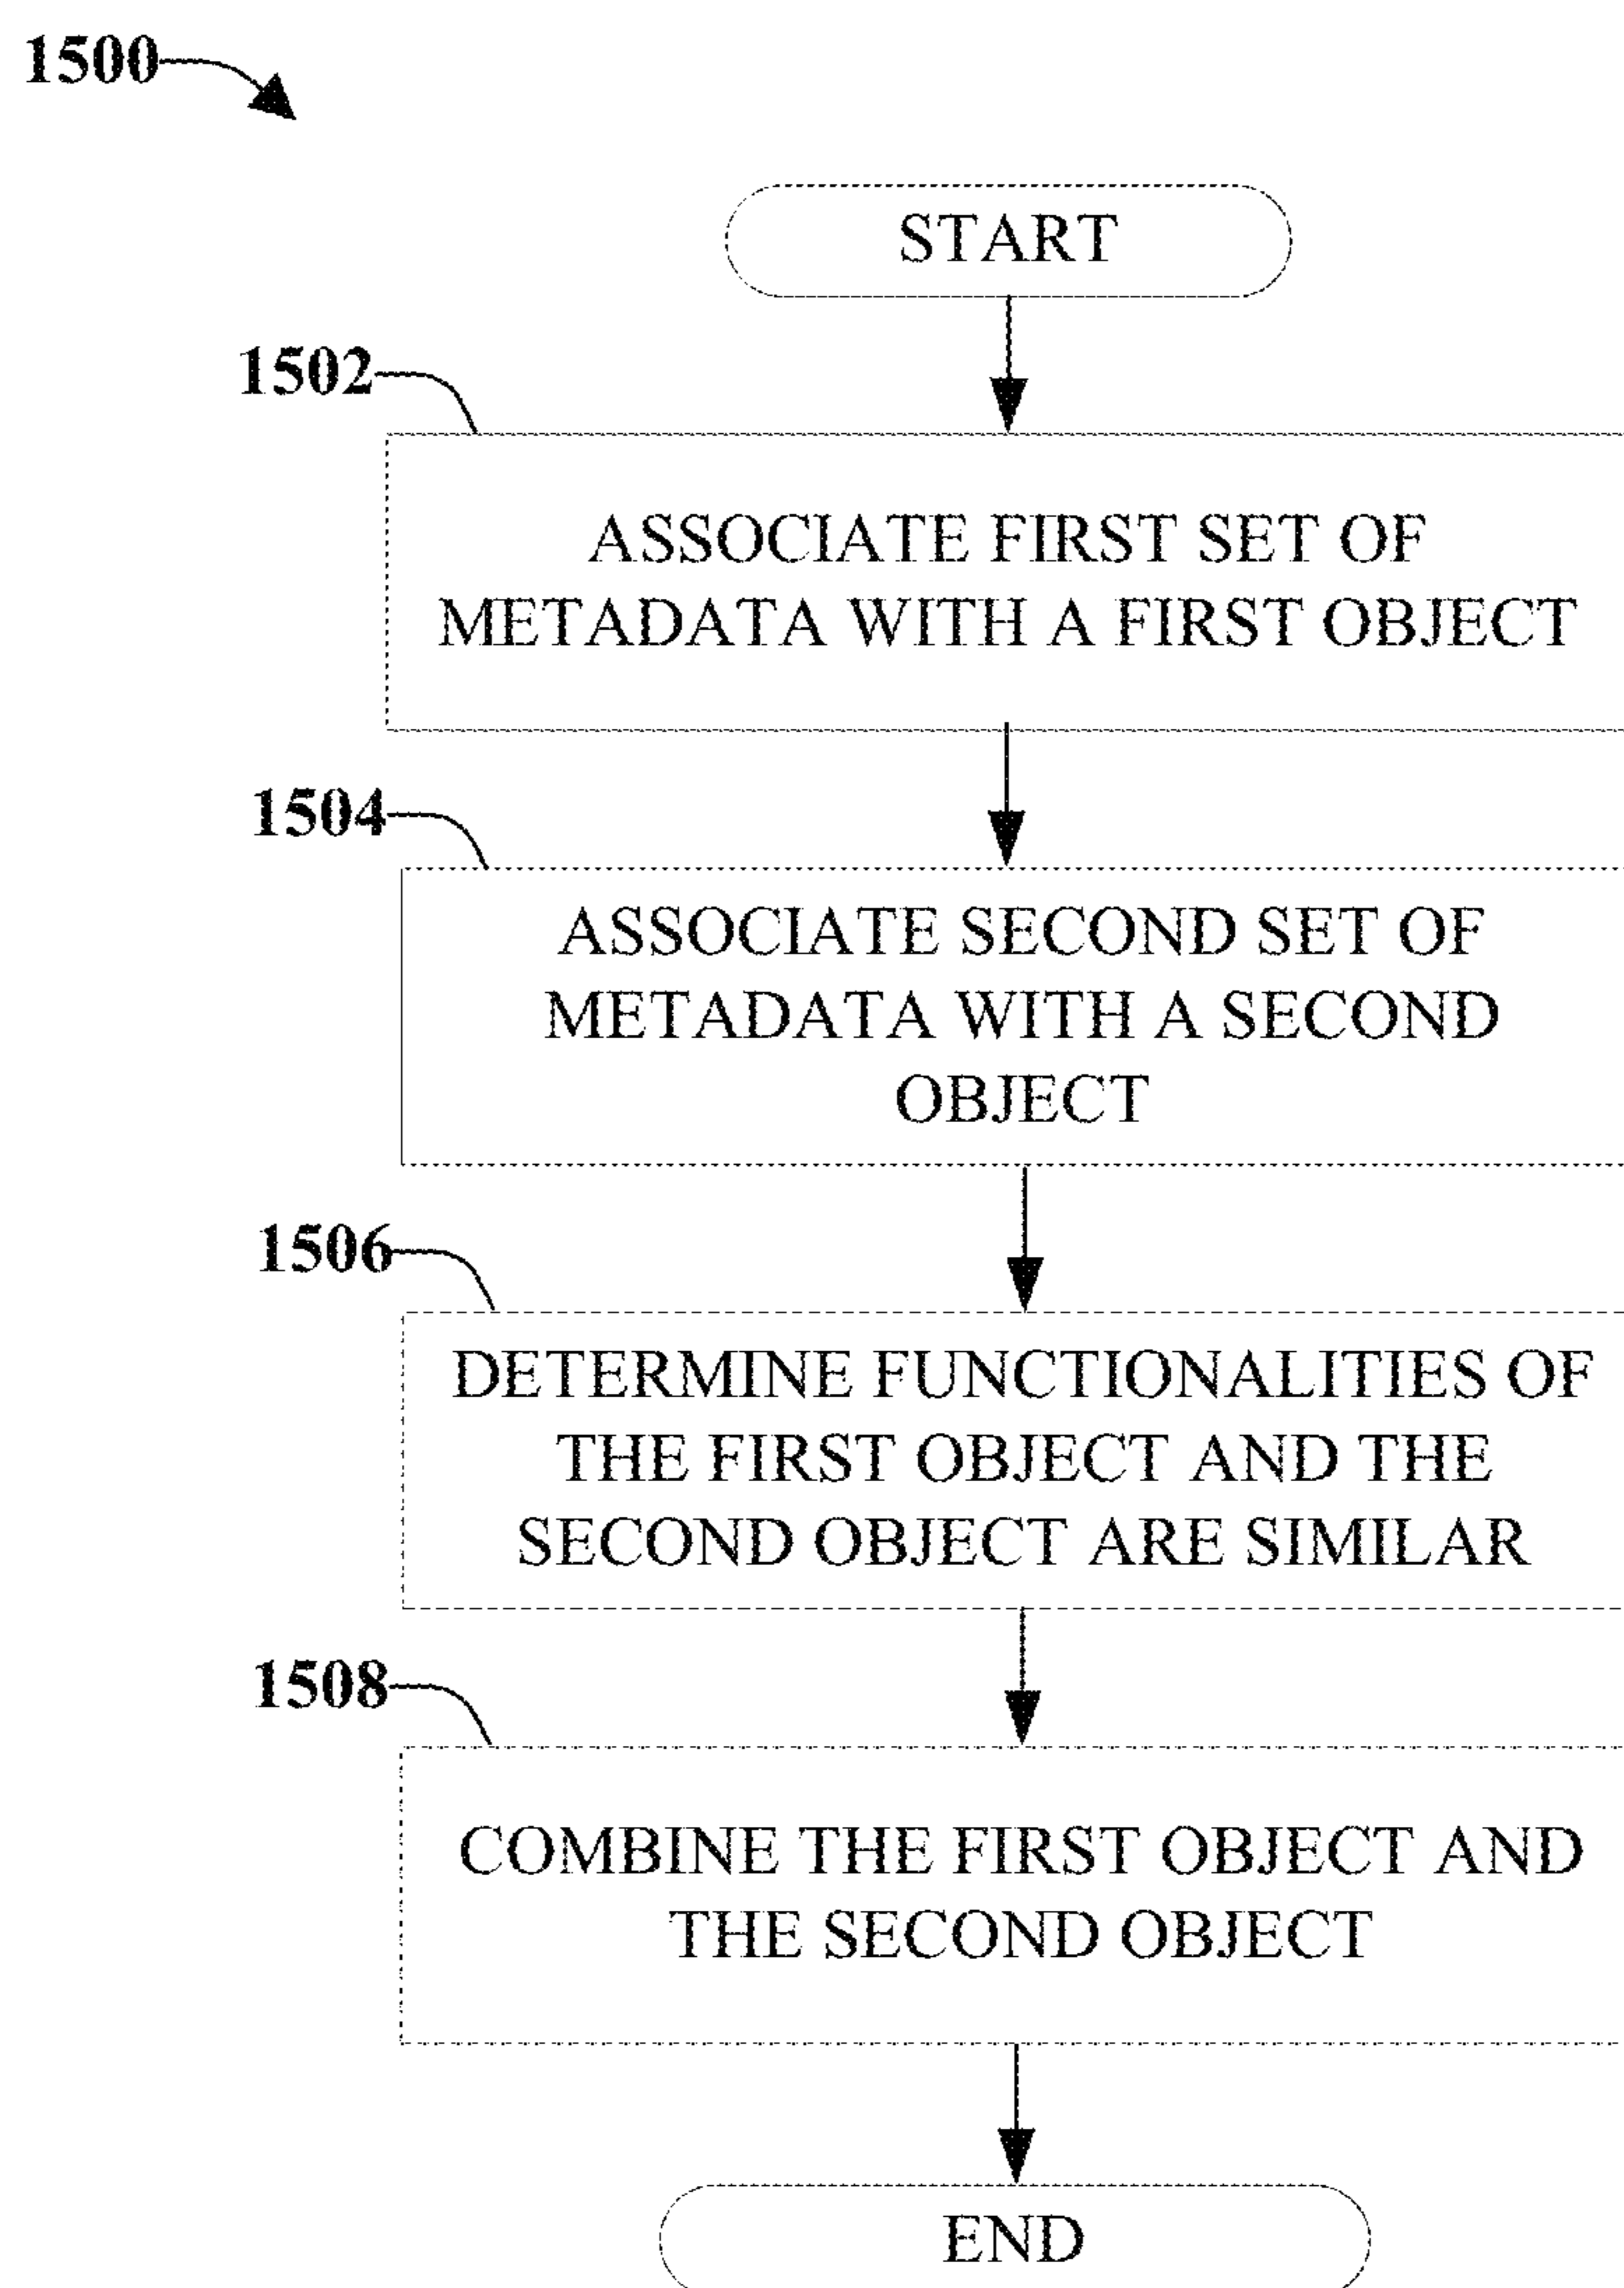 1500
START
1502
ASSOCIATE FIRST SET OF
METADATA WITH A FIRST OBJECT
1504
ASSOCIATE SECOND SET OF
METADATA WITH A SECOND
OBJECT
1506
DETERMINE FUNCTIONALITIES OF
THE FIRST OBJECT AND THE
SECOND OBJECT ARE SIMILAR
1508
COMBINE THE FIRST OBJECT AND
THE SECOND OBJECT
END